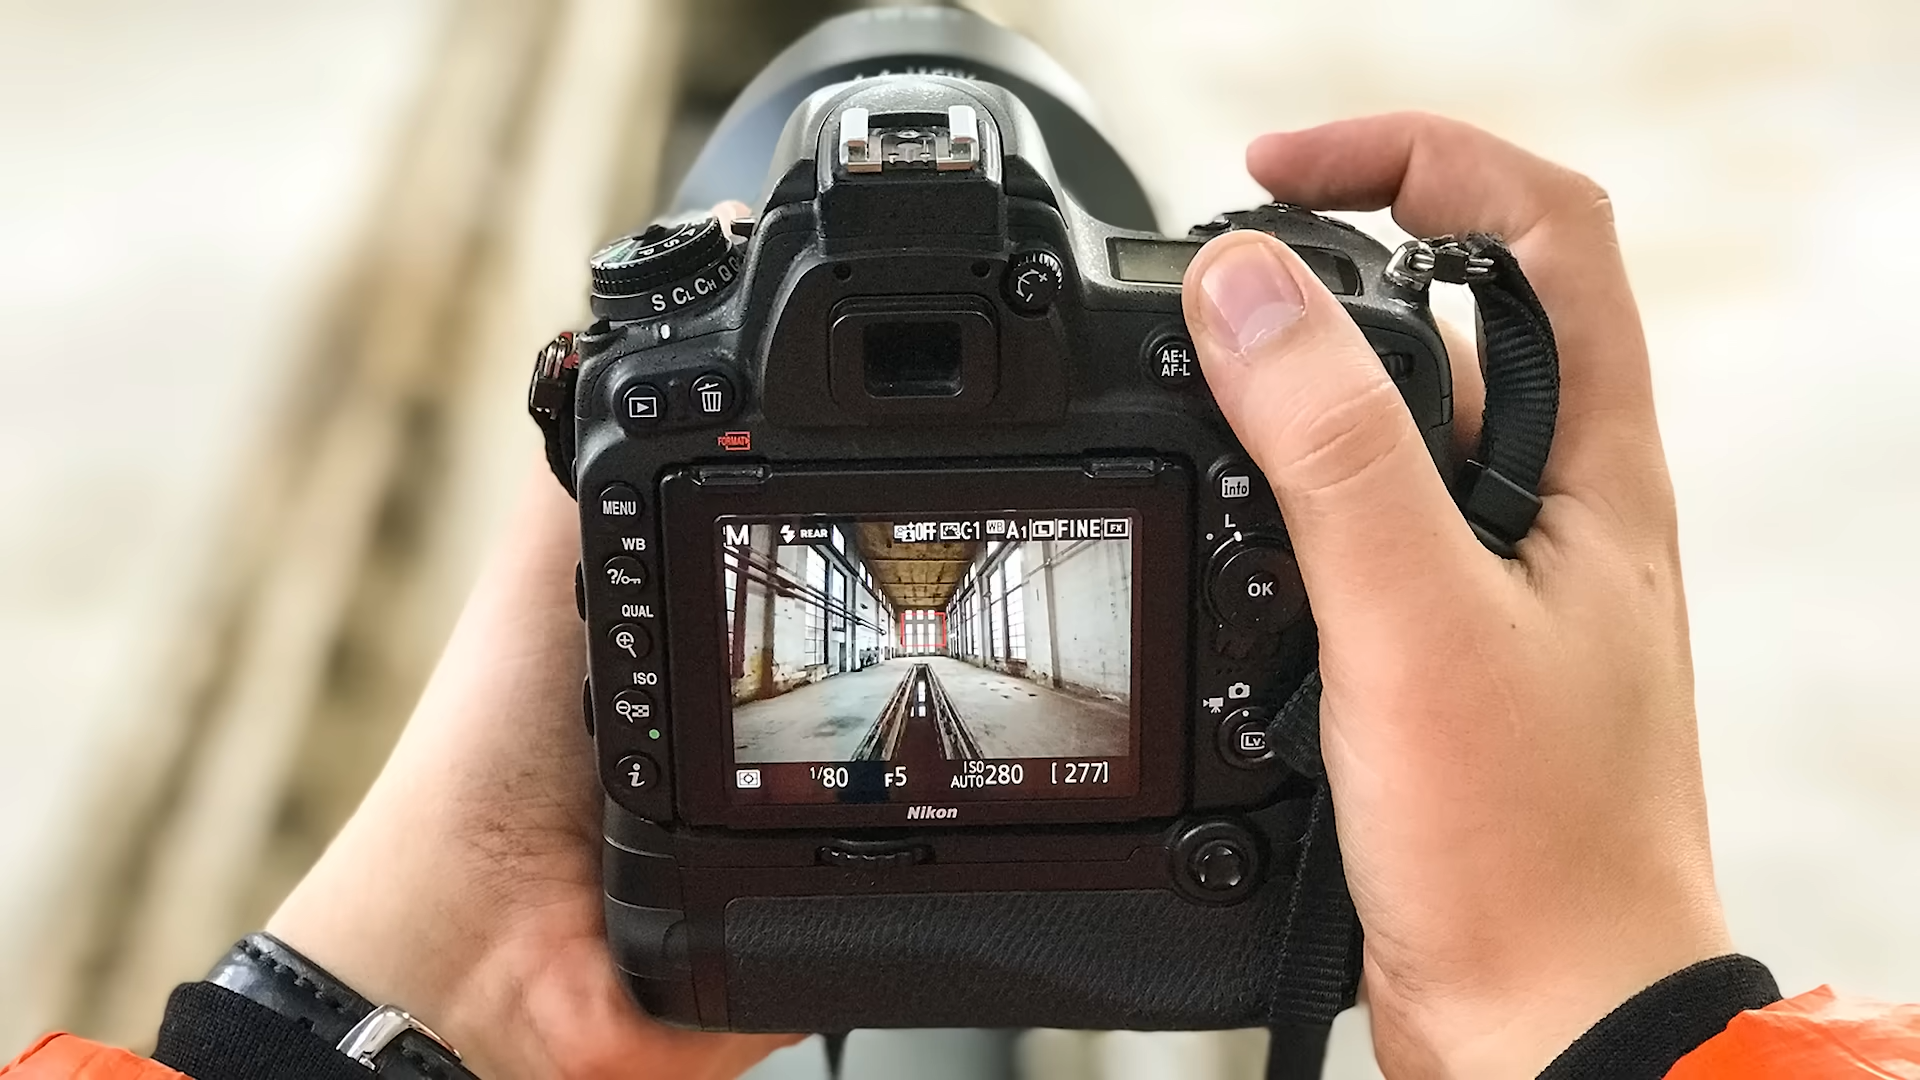 S P
S CL CH Q
AE-L
AF-L
FORMAT
MENU
info
L
M REAR OFF C-1 WB A1 L FINE FX
WB
?
OK
QUAL
ISO
i
Lv
1/80 F5 ISO AUTO 280 [ 277]
Nikon